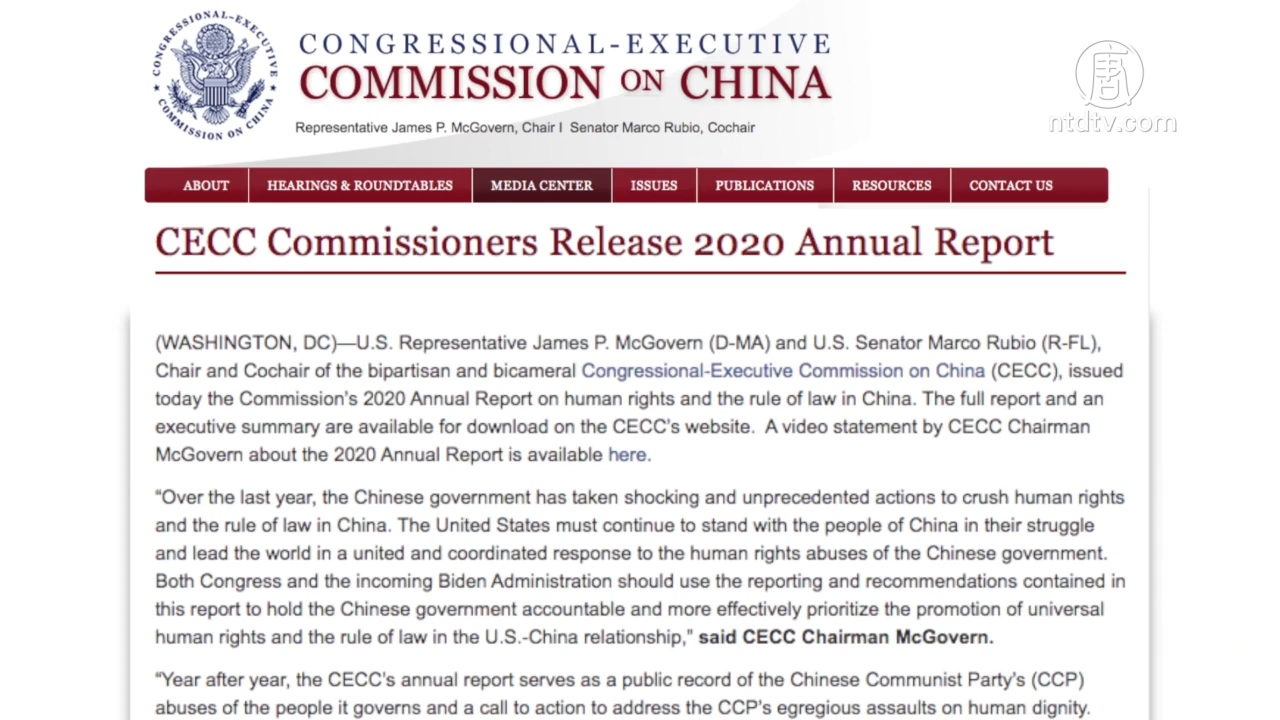 CONGRESSIONAL-EXECUTIVE COMMISSION ON CHINA
CONGRESSIONAL-EXECUTIVE
COMMISSION ON CHINA
Representative James P. McGovern, Chair I Senator Marco Rubio, Cochair
唐
ntdtv.com
ABOUT HEARINGS & ROUNDTABLES MEDIA CENTER ISSUES PUBLICATIONS RESOURCES CONTACT US
CECC Commissioners Release 2020 Annual Report
(WASHINGTON, DC)—U.S. Representative James P. McGovern (D-MA) and U.S. Senator Marco Rubio (R-FL),
Chair and Cochair of the bipartisan and bicameral Congressional-Executive Commission on China (CECC), issued
today the Commission's 2020 Annual Report on human rights and the rule of law in China. The full report and an
executive summary are available for download on the CECC's website. A video statement by CECC Chairman
McGovern about the 2020 Annual Report is available here.
“Over the last year, the Chinese government has taken shocking and unprecedented actions to crush human rights
and the rule of law in China. The United States must continue to stand with the people of China in their struggle
and lead the world in a united and coordinated response to the human rights abuses of the Chinese government.
Both Congress and the incoming Biden Administration should use the reporting and recommendations contained in
this report to hold the Chinese government accountable and more effectively prioritize the promotion of universal
human rights and the rule of law in the U.S.-China relationship,” said CECC Chairman McGovern.
“Year after year, the CECC's annual report serves as a public record of the Chinese Communist Party's (CCP)
abuses of the people it governs and a call to action to address the CCP's egregious assaults on human dignity.